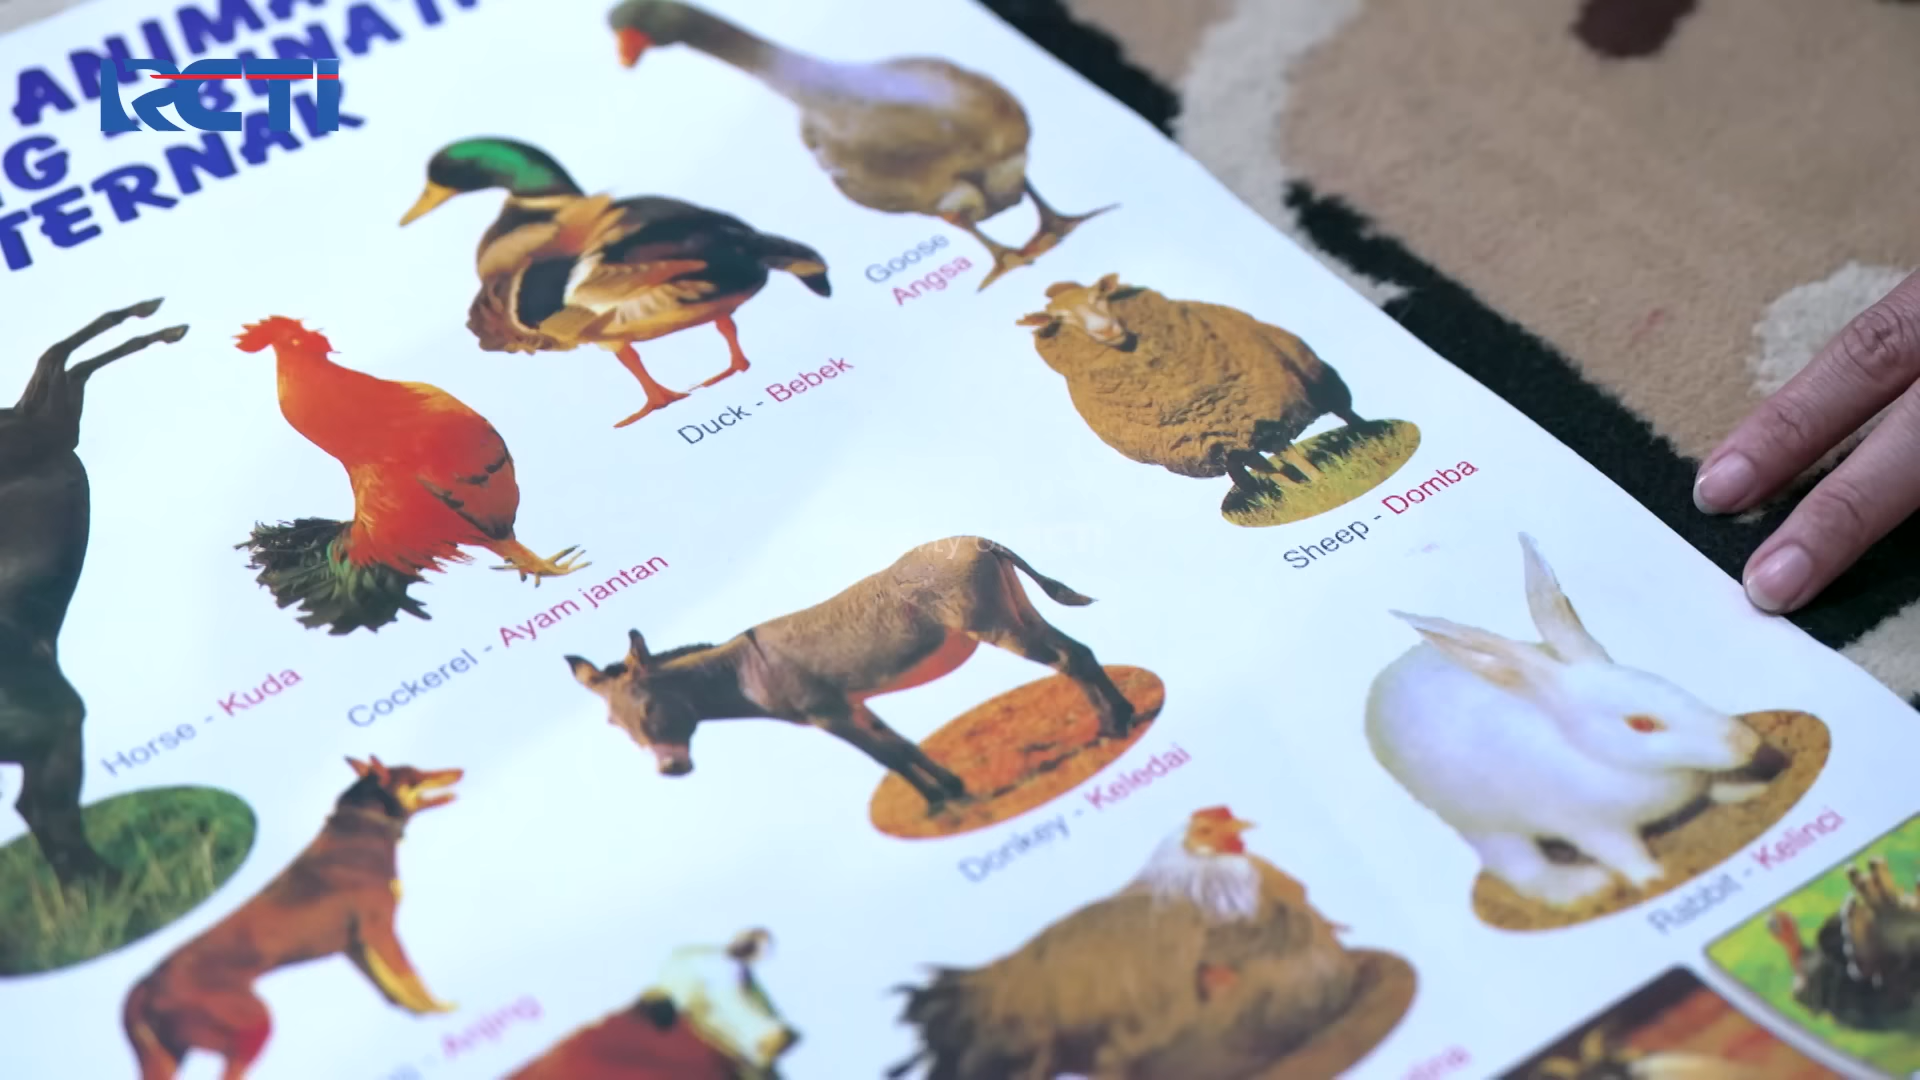 RCTI
TERNAK
Goose
Angsa
Duck - Bebek
Sheep - Domba
Cockerel - Ayam jantan
Horse - Kuda
Donkey - Keledai
Rabbit - Kelinci
Anjing